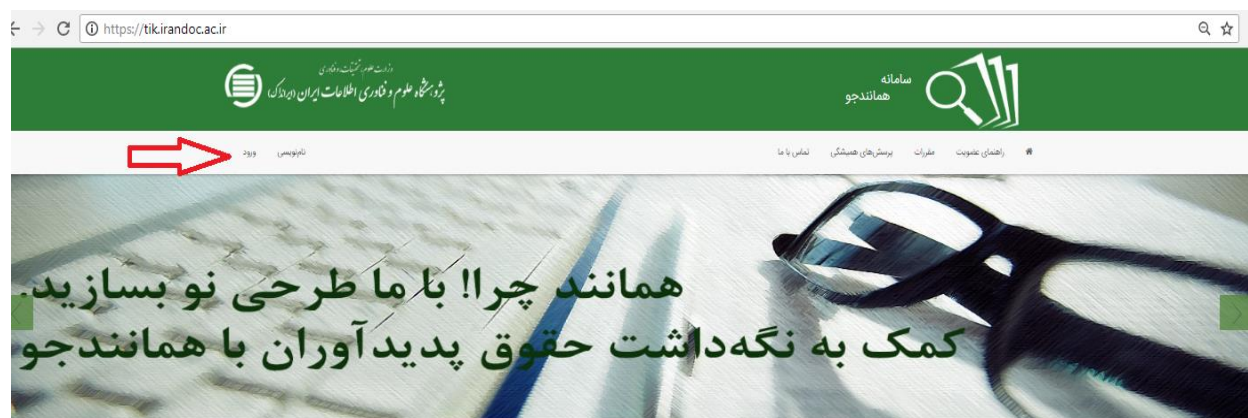 https://tik.irandoc.ac.ir
سامانه
همانندجو
وزارت علوم، تحقیقات و فناوری
پژوهشگاه علوم و فناوری اطلاعات ایران (ایرانداک)
راهنمای عضویت مقررات پرسش‌های همیشگی تماس با ما
نام‌نویسی ورود
همانند چرا! با ما طرحی نو بسازید.
کمک به نگه‌داشت حقوق پدیدآوران با همانندجو